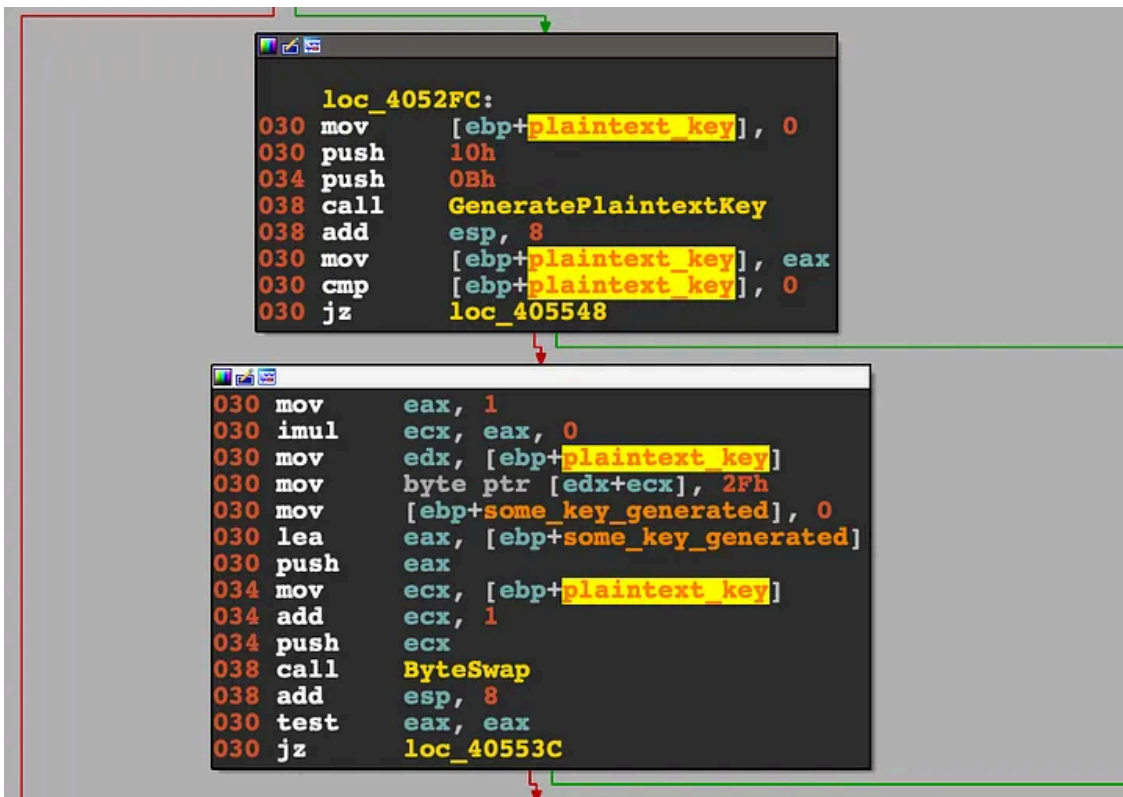 loc_4052FC:
030 mov [ebp+plaintext_key], 0
030 push 10h
034 push 0Bh
038 call GeneratePlaintextKey
038 add esp, 8
030 mov [ebp+plaintext_key], eax
030 cmp [ebp+plaintext_key], 0
030 jz loc_405548
030 mov eax, 1
030 imul ecx, eax, 0
030 mov edx, [ebp+plaintext_key]
030 mov byte ptr [edx+ecx], 2Fh
030 mov [ebp+some_key_generated], 0
030 lea eax, [ebp+some_key_generated]
030 push eax
034 mov ecx, [ebp+plaintext_key]
034 add ecx, 1
034 push ecx
038 call ByteSwap
038 add esp, 8
030 test eax, eax
030 jz loc_40553C